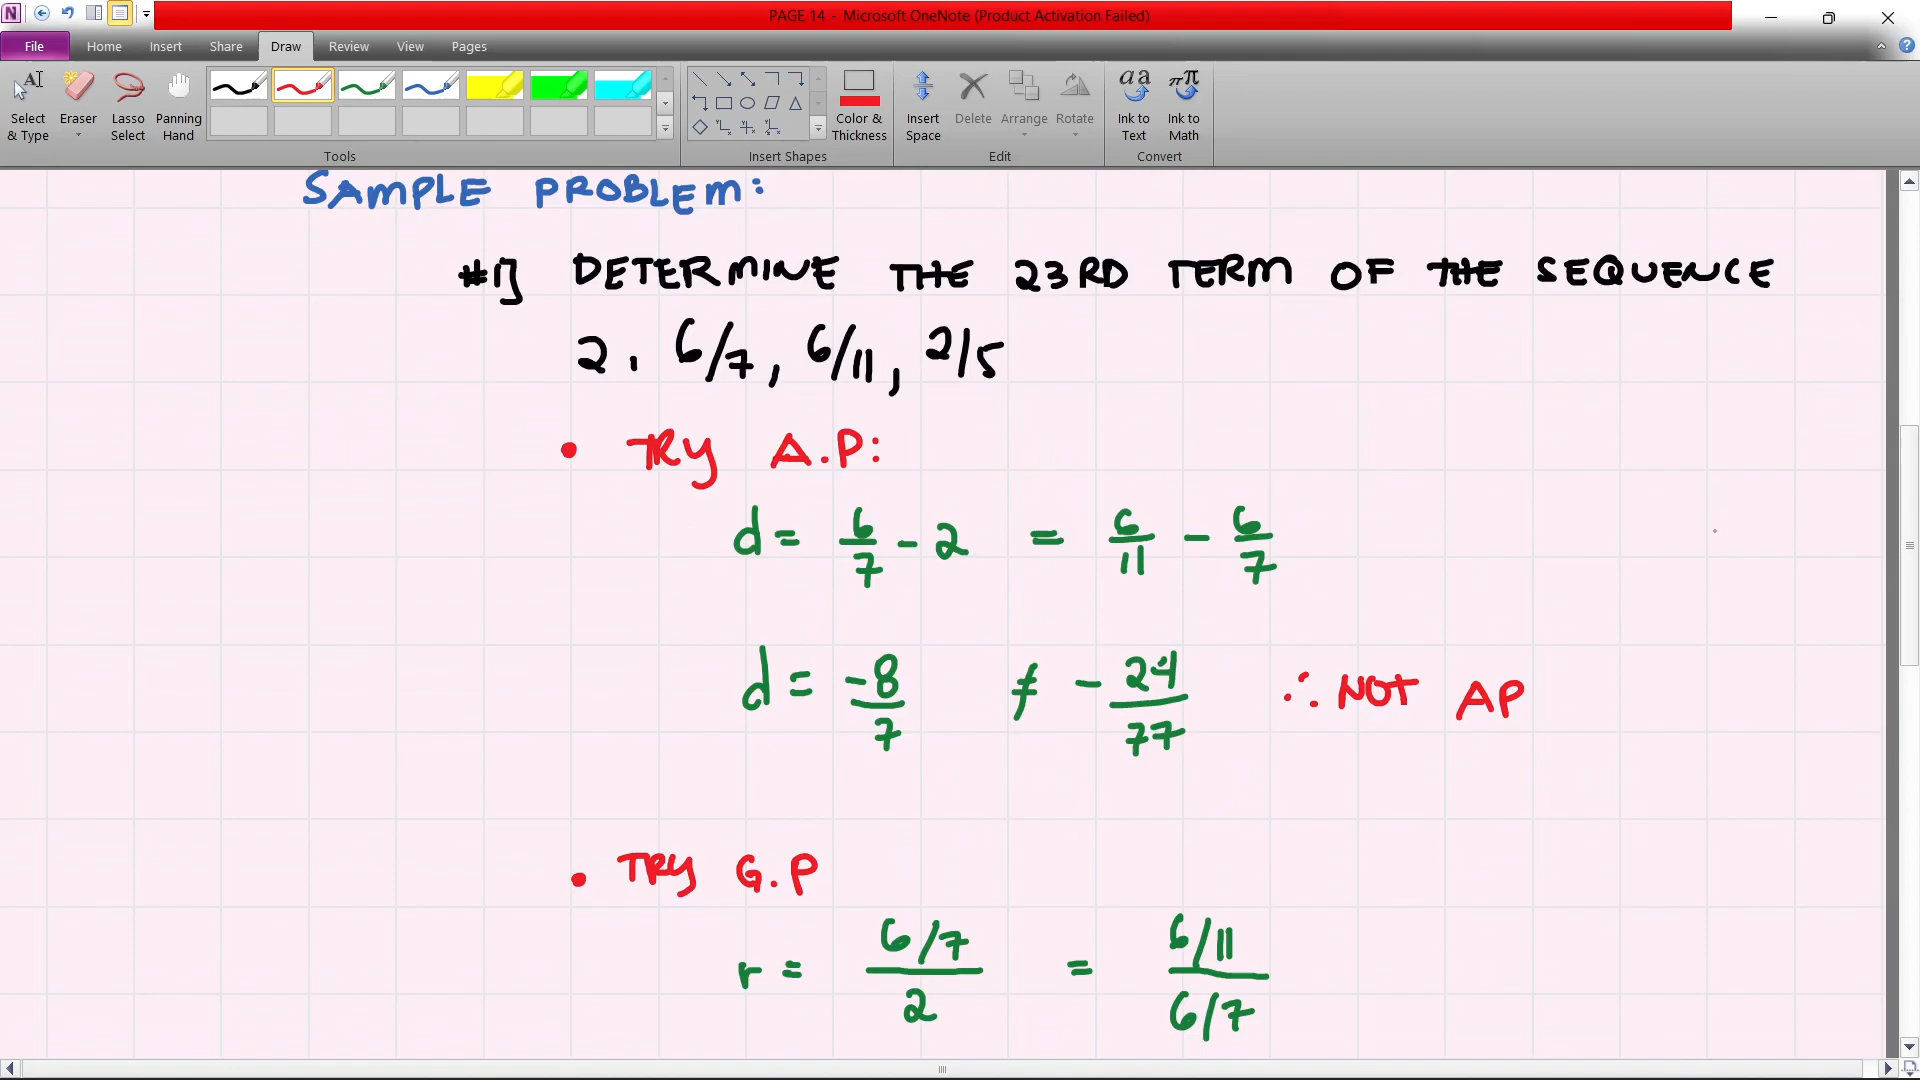 PAGE 14 - Microsoft OneNote (Product Activation Failed)
File Home Insert Share Draw Review View Pages
Select & Type
Eraser
Lasso Select
Panning Hand
Color & Thickness
Insert Space
Delete
Arrange
Rotate
Ink to Text
Ink to Math
Tools
Insert Shapes
Edit
Convert
SAMPLE PROBLEM:
#1] DETERMINE THE 23RD TERM OF THE SEQUENCE
2, 6/7, 6/11, 2/5
• TRY A.P:
d = 6/7 - 2 = 6/11 - 6/7
d = -8/7 ≠ - 24/77 ∴ NOT AP
• TRY G.P
r = 6/7 / 2 = 6/11 / 6/7